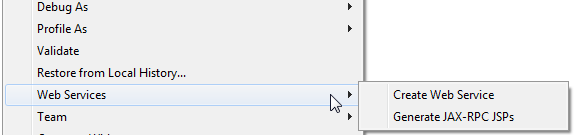 Debug As
Profile As
Validate
Restore from Local History...
Web Services
Create Web Service
Team
Generate JAX-RPC JSPs